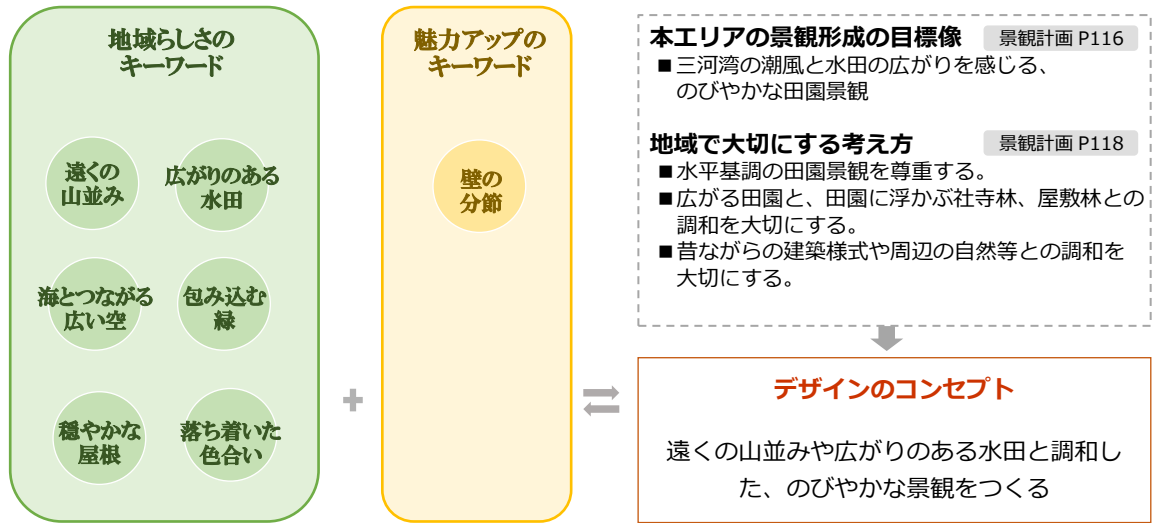 地域らしさの
キーワード
遠くの
山並み
広がりのある
水田
海とつながる
広い空
包み込む
緑
穏やかな
屋根
落ち着いた
色合い
+
魅力アップの
キーワード
壁の
分節
本エリアの景観形成の目標像 景観計画 P116
■三河湾の潮風と水田の広がりを感じる、
のびやかな田園景観
地域で大切にする考え方 景観計画 P118
■水平基調の田園景観を尊重する。
■広がる田園と、田園に浮かぶ社寺林、屋敷林との
調和を大切にする。
■昔ながらの建築様式や周辺の自然等との調和を
大切にする。
デザインのコンセプト
遠くの山並みや広がりのある水田と調和し
た、のびやかな景観をつくる